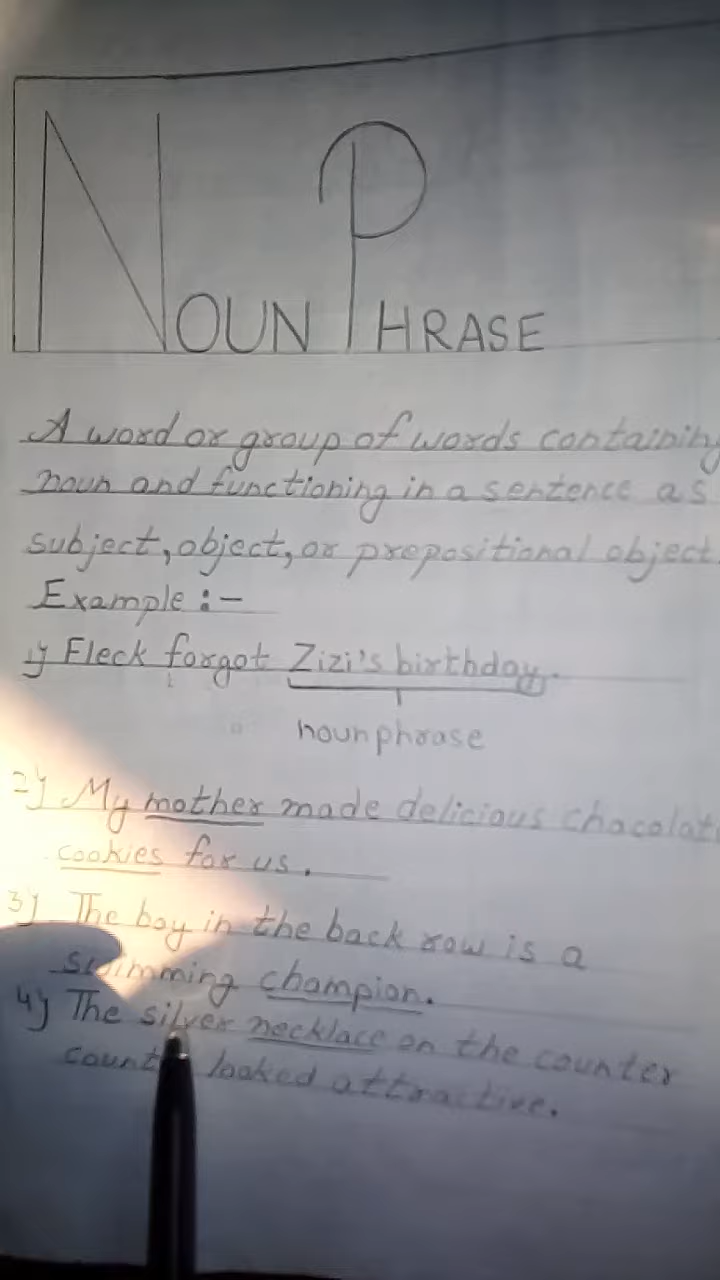 NOUN PHRASE
A word or group of words containing
noun and functioning in a sentence as
subject, object, or prepositional object.
Example :-
1) Fleck forgot Zizi's birthday.
noun phrase
2) My mother made delicious chacolat
cookies for us.
3) The boy in the back row is a
swimming champion.
4) The silver necklace on the counter
count looked attractive.